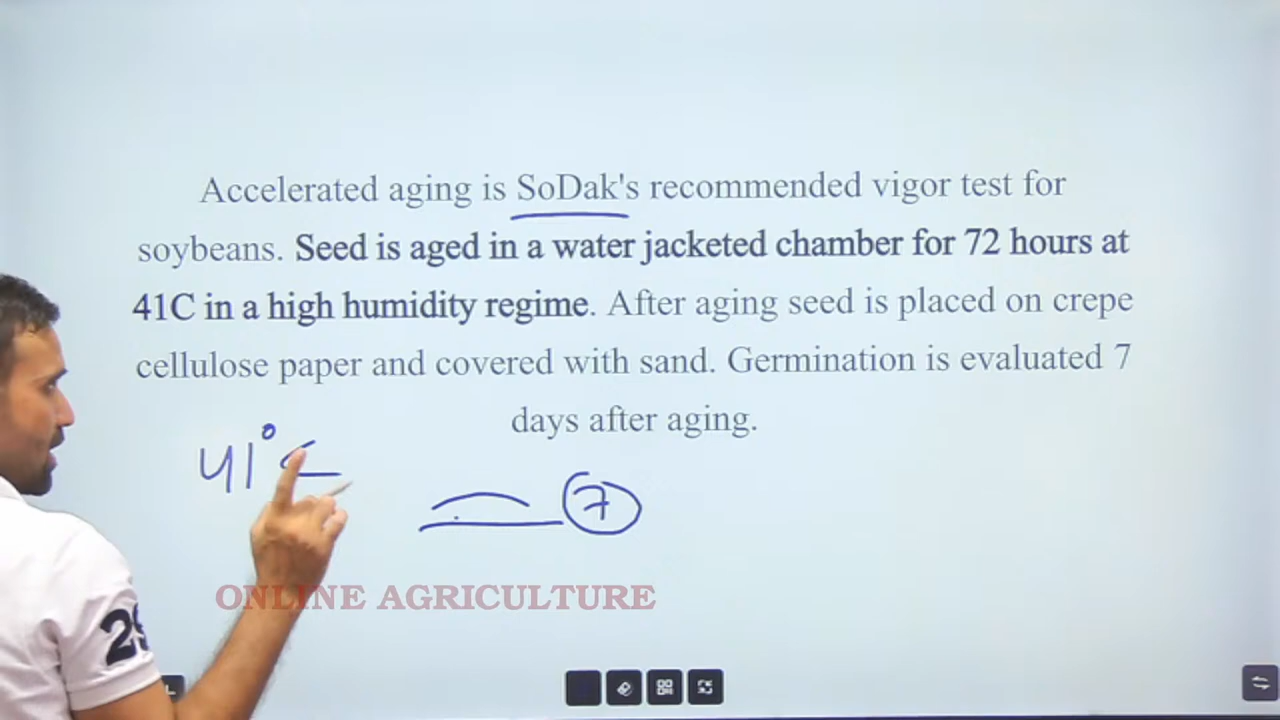 Accelerated aging is SoDak's recommended vigor test for
soybeans. Seed is aged in a water jacketed chamber for 72 hours at
41C in a high humidity regime. After aging seed is placed on crepe
cellulose paper and covered with sand. Germination is evaluated 7
days after aging.
41°C
7
ONLINE AGRICULTURE
29